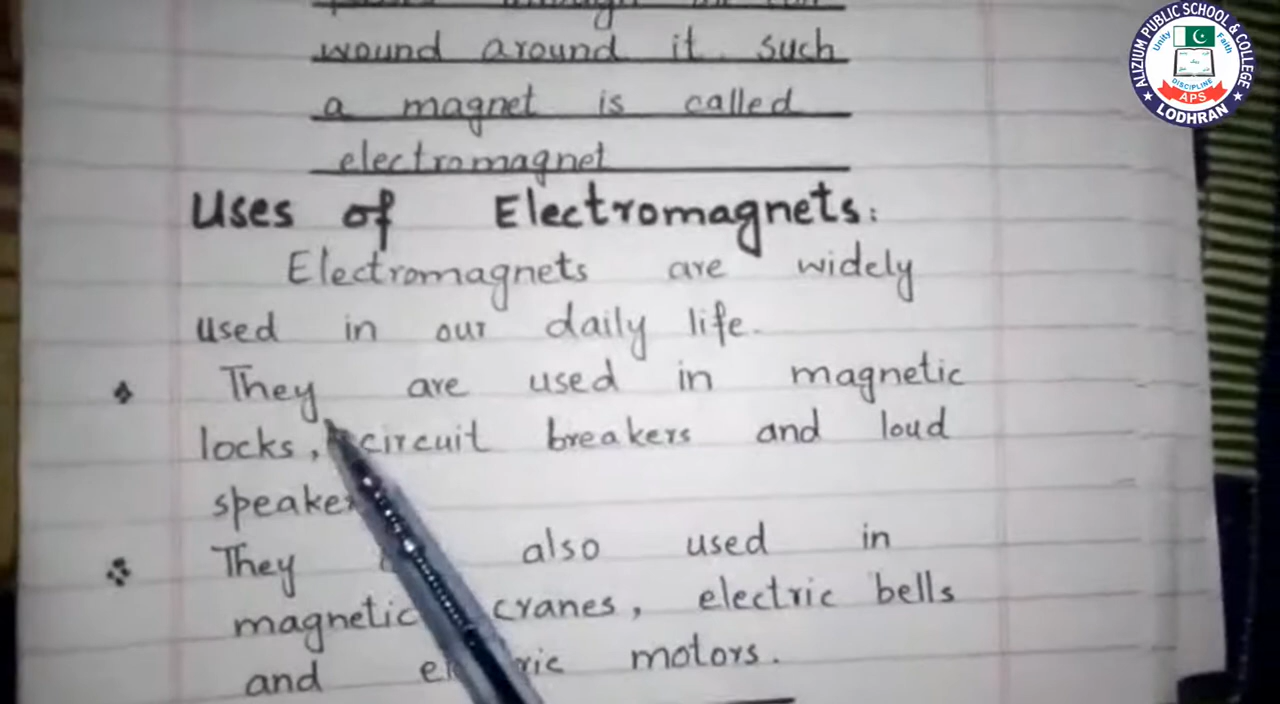 wound around it such
a magnet is called
electromagnet
Uses of Electromagnets:
Electromagnets are widely
used in our daily life.
They are used in magnetic
locks, circuit breakers and loud
speaker
They also used in
magnetic cranes, electric bells
and motors.
ALIZIUM PUBLIC SCHOOL & COLLEGE
Unity
Faith
DISCIPLINE
APS
LODHRAN